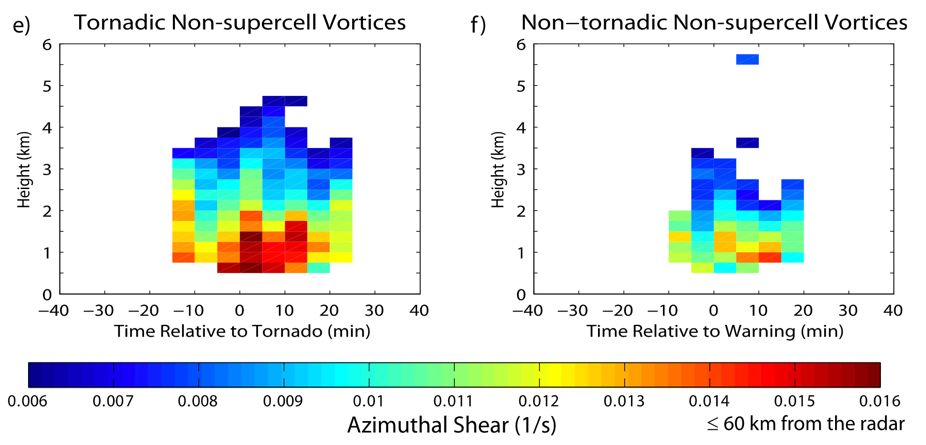 e) Tornadic Non-supercell Vortices
f) Non−tornadic Non-supercell Vortices
6
5
4
3
2
1
0
Height (km)
−40 −30 −20 −10 0 10 20 30 40
Time Relative to Tornado (min)
6
5
4
3
2
1
0
Height (km)
−40 −30 −20 −10 0 10 20 30 40
Time Relative to Warning (min)
0.006 0.007 0.008 0.009 0.01 0.011 0.012 0.013 0.014 0.015 0.016
Azimuthal Shear (1/s)
≤ 60 km from the radar